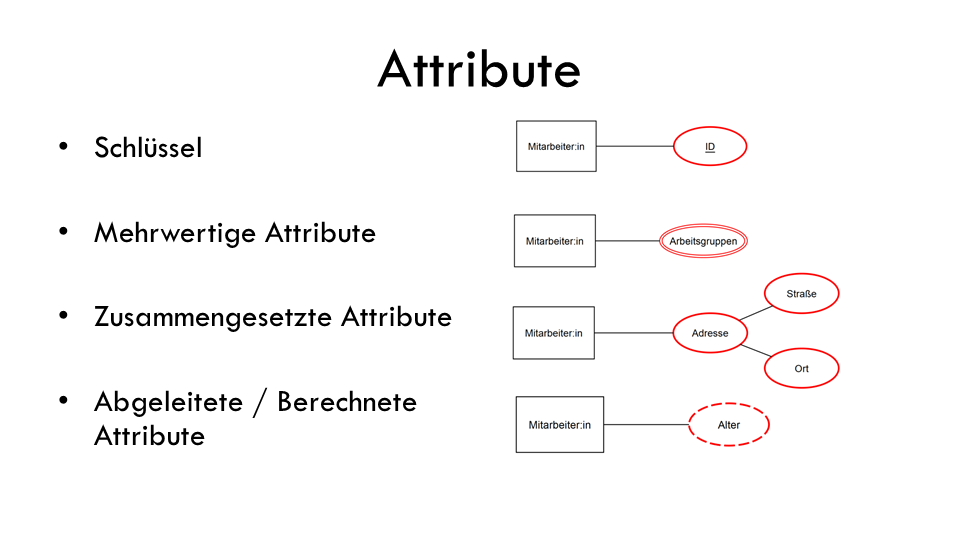 Attribute
• Schlüssel
Mitarbeiter:in
ID
• Mehrwertige Attribute
Mitarbeiter:in
Arbeitsgruppen
• Zusammengesetzte Attribute
Mitarbeiter:in
Adresse
Straße
Ort
• Abgeleitete / Berechnete
Attribute
Mitarbeiter:in
Alter